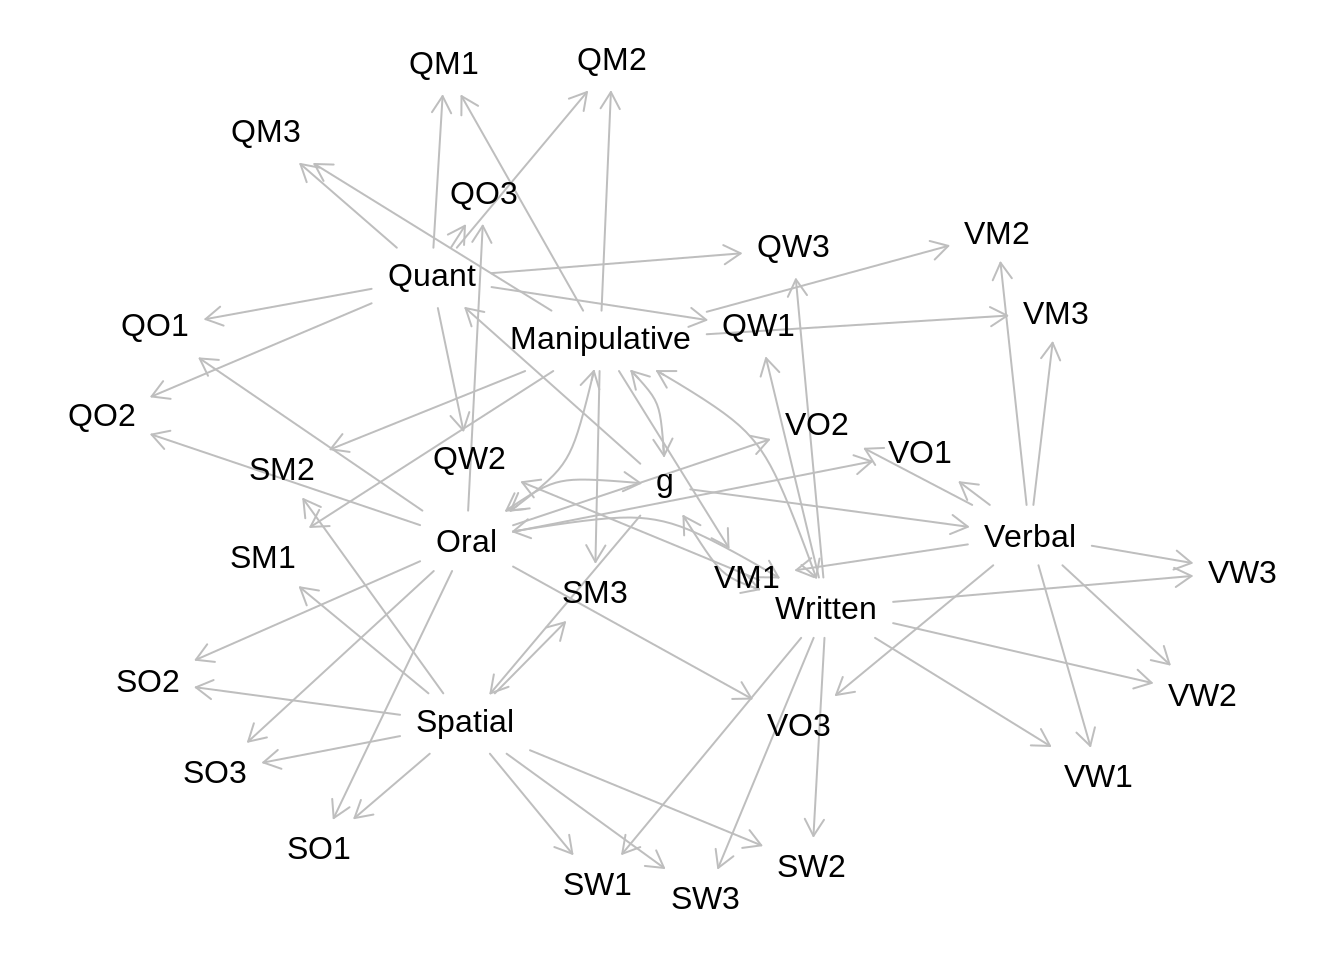 QM2
QM1
QM3
QO3
VM2
QW3
Quant
VM3
QO1
QW1
Manipulative
QO2
VO2
VO1
QW2
SM2
g
Verbal
Oral
SM1
VW3
VM1
SM3
Written
SO2
VW2
Spatial
VO3
SO3
VW1
SO1
SW2
SW1
SW3